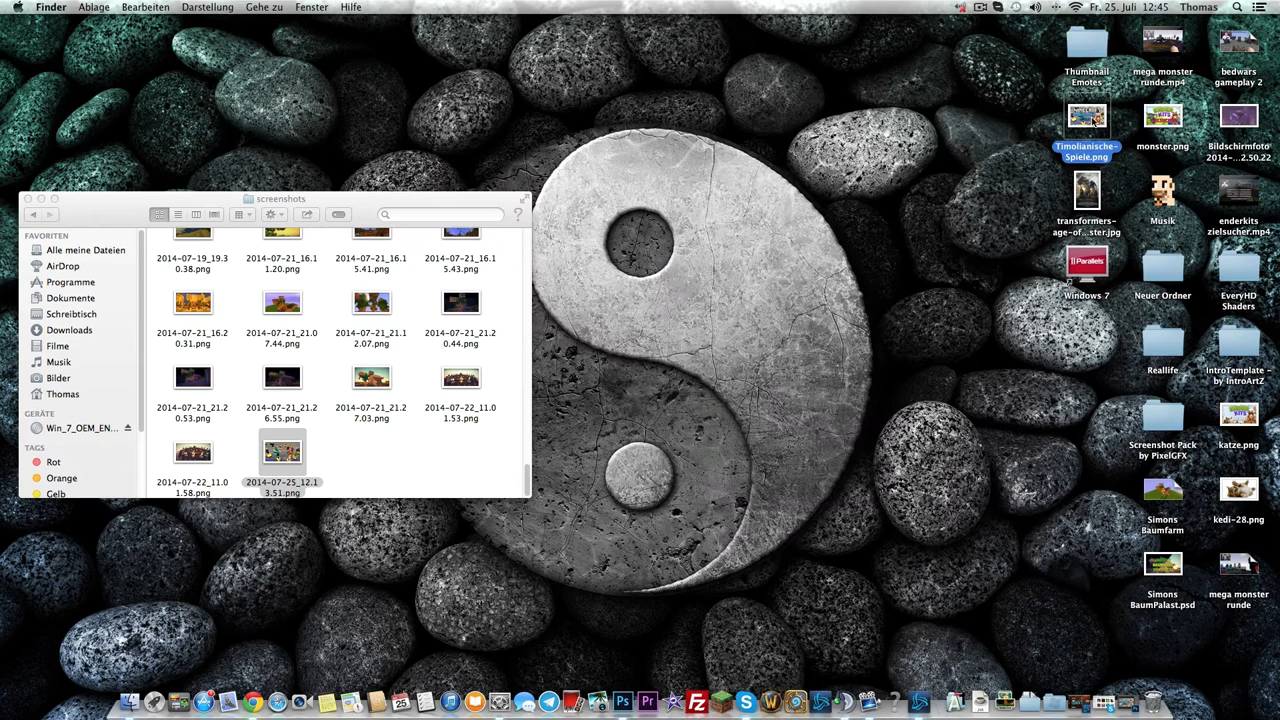 Finder Ablage Bearbeiten Darstellung Gehe zu Fenster Hilfe
Fr. 25. Juli 12:45 Thomas
screenshots
FAVORITEN
Alle meine Dateien
AirDrop
Programme
Dokumente
Schreibtisch
Downloads
Filme
Musik
Bilder
Thomas
GERÄTE
Win_7_OEM_EN...
TAGS
Rot
Orange
Gelb
2014-07-19_19.3
0.38.png
2014-07-21_16.1
1.20.png
2014-07-21_16.1
5.41.png
2014-07-21_16.1
5.43.png
2014-07-21_16.2
0.31.png
2014-07-21_21.0
7.44.png
2014-07-21_21.1
2.07.png
2014-07-21_21.2
0.44.png
2014-07-21_21.2
0.53.png
2014-07-21_21.2
6.55.png
2014-07-21_21.2
7.03.png
2014-07-22_11.0
1.53.png
2014-07-22_11.0
1.58.png
2014-07-25_12.1
3.51.png
Thumbnail
Emotes
mega monster
runde.mp4
bedwars
gameplay 2
Timolianische-
Spiele.png
monster.png
Bildschirmfoto
2014-...2.50.22
transformers-
age-of-...ster.jpg
Musik
enderkits
zielsucher.mp4
Parallels
Windows 7
Neuer Ordner
EveryHD
Shaders
Reallife
IntroTemplate -
by IntroArtZ
Screenshot Pack
by PixelGFX
katze.png
Simons
Baumfarm
kedi-28.png
Simons
BaumPalast.psd
mega monster
runde
25
Ps
Pr